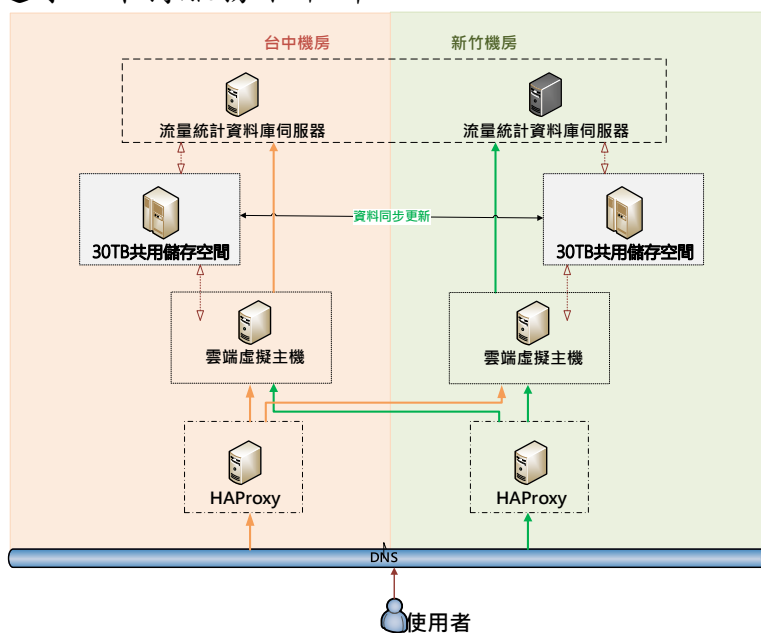 台中機房
新竹機房
流量統計資料庫伺服器
流量統計資料庫伺服器
資料同步更新
30TB共用儲存空間
30TB共用儲存空間
雲端虛擬主機
雲端虛擬主機
HAProxy
HAProxy
DNS
使用者